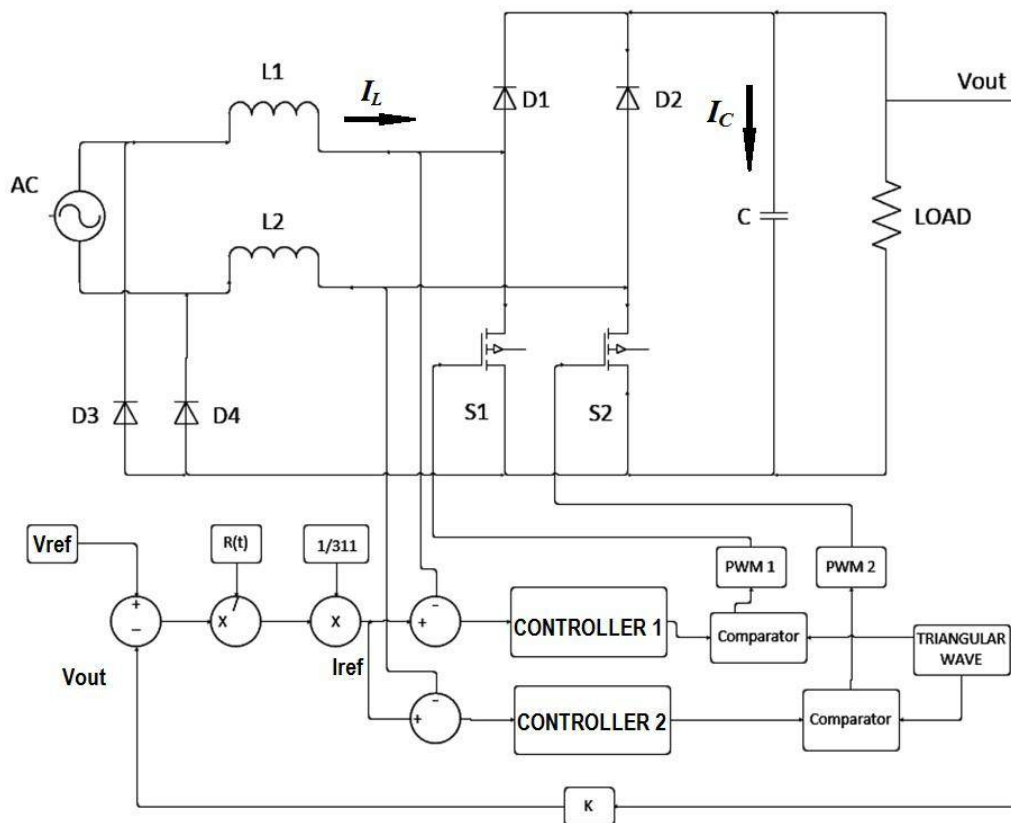 L1
I_L
D1
D2
I_C
Vout
AC
L2
C
LOAD
D3
D4
S1
S2
Vref
R(t)
1/311
PWM 1
PWM 2
+
−
x
x
Iref
-
+
CONTROLLER 1
Comparator
TRIANGULAR
WAVE
Vout
-
+
CONTROLLER 2
Comparator
K